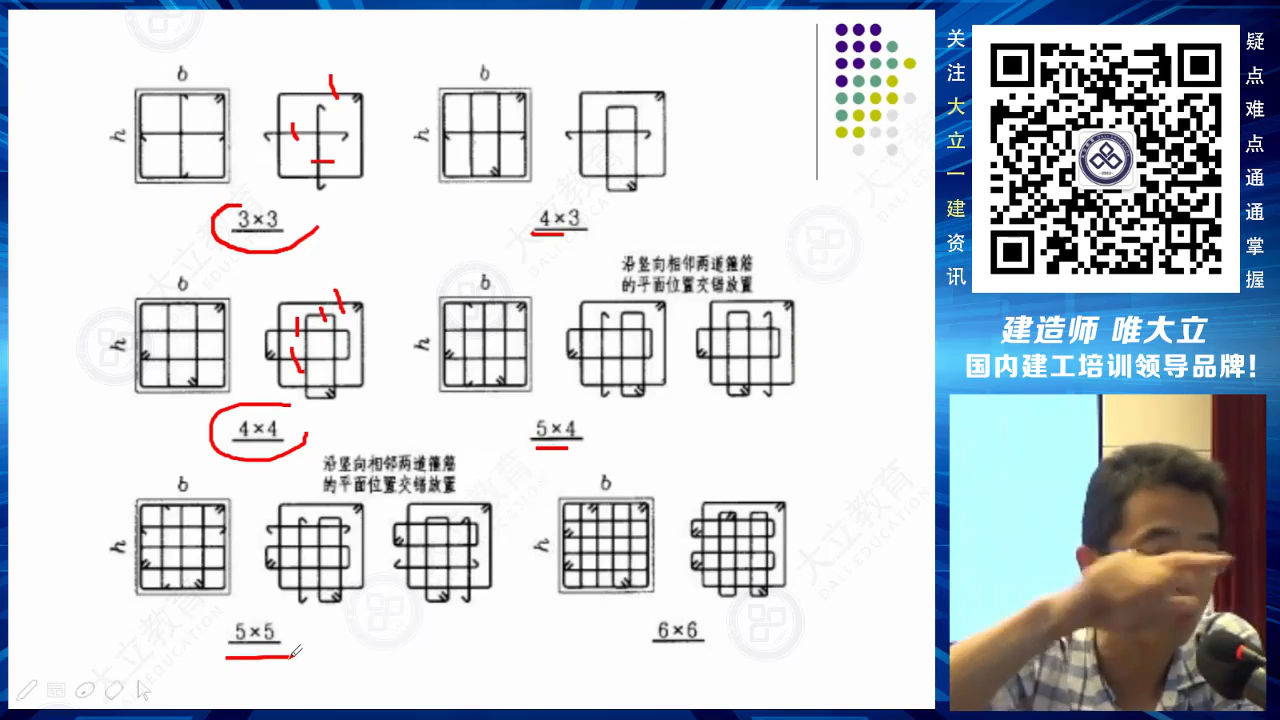 b
h
3×3
b
h
4×3
b
h
4×4
沿竖向相邻两道箍筋
的平面位置交错放置
b
h
5×4
沿竖向相邻两道箍筋
的平面位置交错放置
b
h
5×5
b
h
6×6
关注大立一建资讯
疑点难点通通掌握
建造师 唯大立
国内建工培训领导品牌!
大立教育
DALI EDUCATION